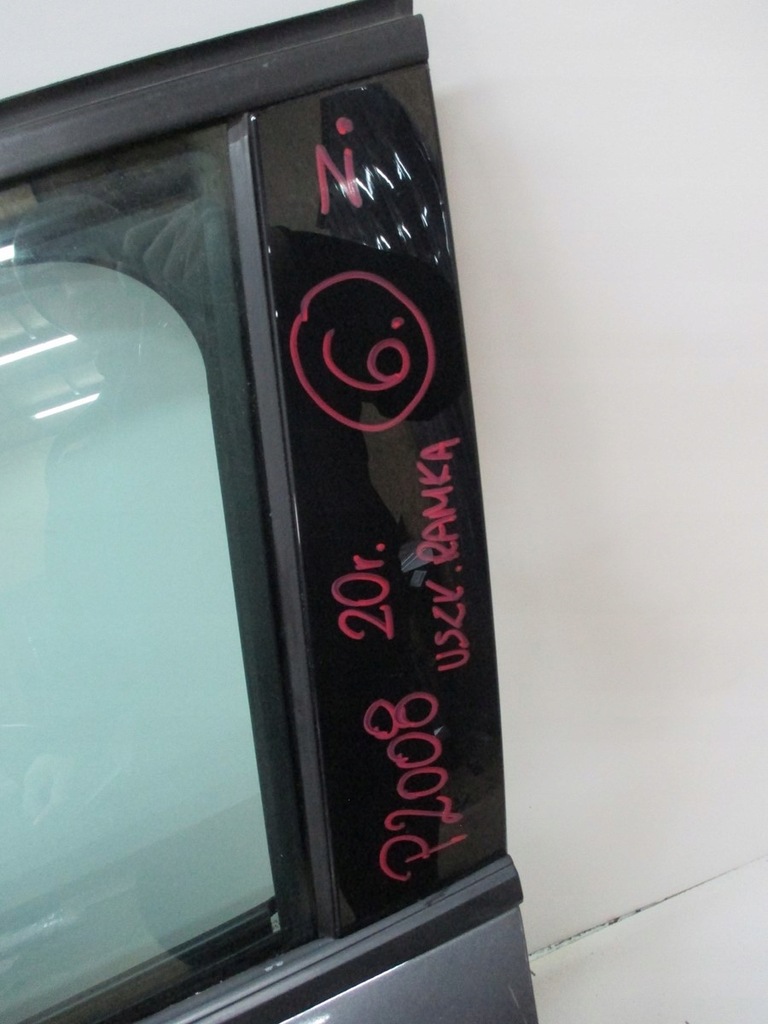 P2008 20r. 6. N.
USZK. RAMKA